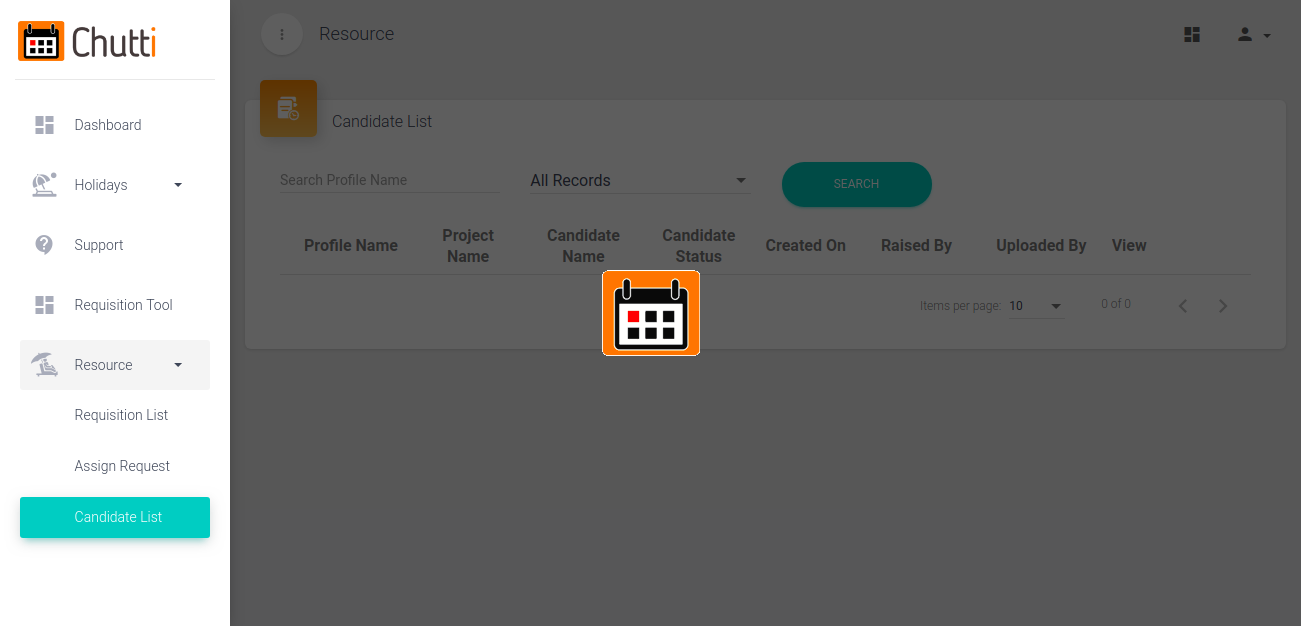 Chutti
Resource
Dashboard
Holidays
Support
Requisition Tool
Resource
Requisition List
Assign Request
Candidate List
Candidate List
Search Profile Name
All Records
SEARCH
Profile Name
Project
Name
Candidate
Name
Candidate
Status
Created On
Raised By
Uploaded By
View
Items per page:
10
0 of 0